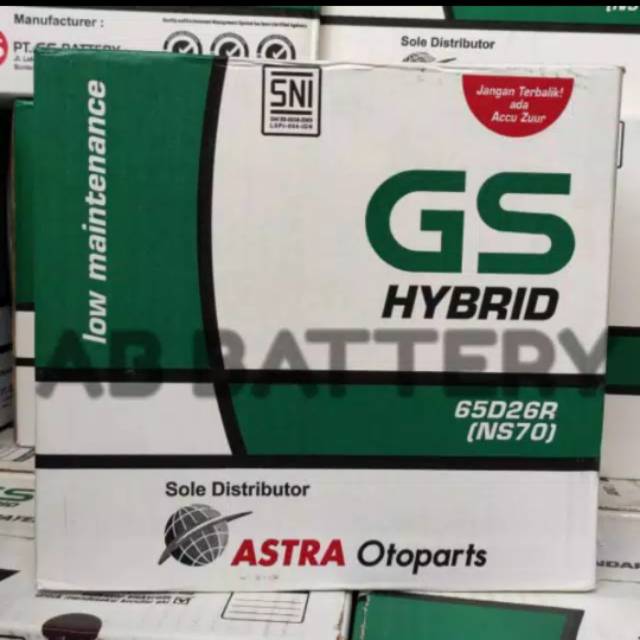 Manufacturer :
PT. GS BATTERY
Sole Distributor
SNI
Jangan Terbalik!
ada
Accu Zuur
low maintenance
GS
HYBRID
AB BATTERY
65D26R
(NS70)
Sole Distributor
ASTRA Otoparts
GS